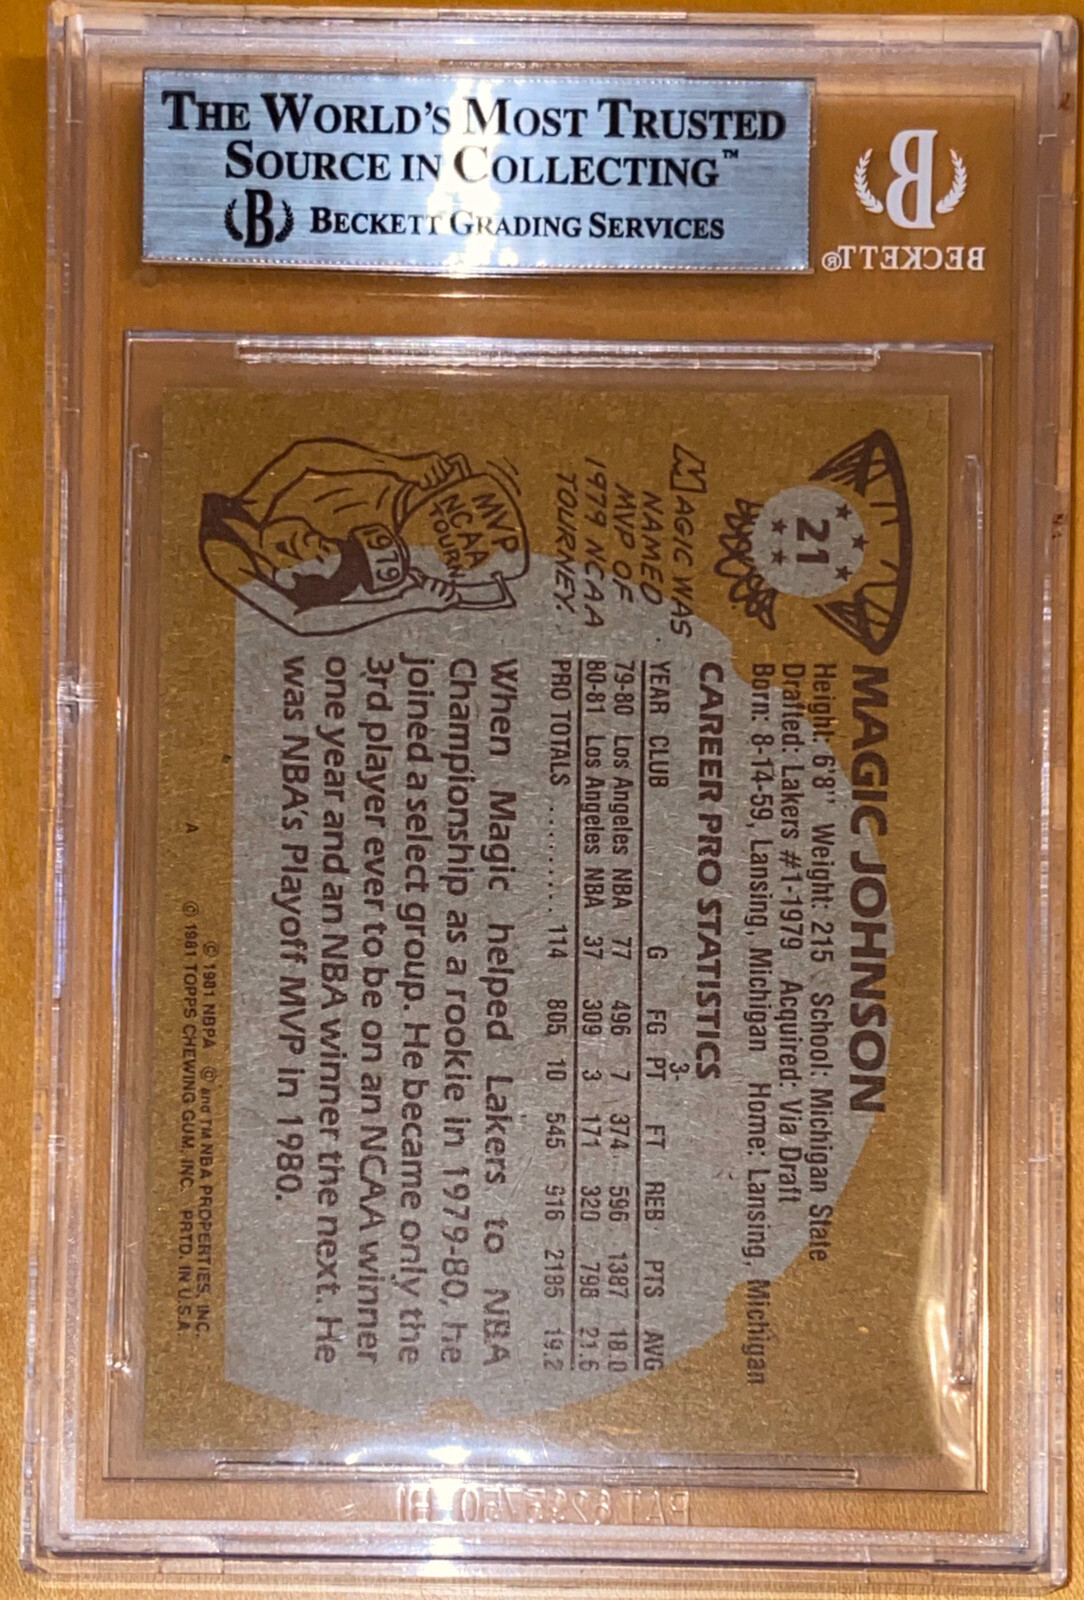 THE WORLD'S MOST TRUSTED
SOURCE IN COLLECTING™
B BECKETT GRADING SERVICES
B
BECKETT®
21
MAGIC JOHNSON
Height: 6'8" Weight: 215 School: Michigan State
Drafted: Lakers #1-1979 Acquired: Via Draft
Born: 8-14-59, Lansing, Michigan Home: Lansing, Michigan
CAREER PRO STATISTICS
YEAR CLUB G FG 3-PT FT REB PTS AVG
79-80 Los Angeles NBA 77 496 7 374 596 1387 18.0
80-81 Los Angeles NBA 37 309 3 171 320 798 21.6
PRO TOTALS .......... 114 805 10 545 916 2185 19.2
MAGIC WAS
NAMED
MVP OF
1979 NCAA
TOURNEY.
MVP
NCAA
TOURN.
1979
When Magic helped Lakers to NBA
Championship as a rookie in 1979-80, he
joined a select group. He became only the
3rd player ever to be on an NCAA winner
one year and an NBA winner the next. He
was NBA's Playoff MVP in 1980.
© 1981 NBPA © and TM NBA PROPERTIES, INC.
A © 1981 TOPPS CHEWING GUM, INC. PRTD. IN U.S.A.